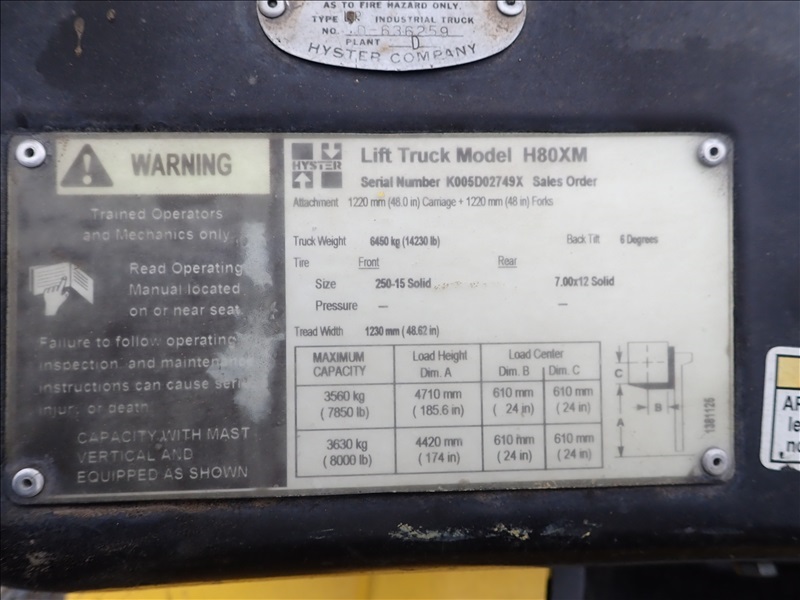 AS TO FIRE HAZARD ONLY.
TYPE INDUSTRIAL TRUCK
NO. D-636259
PLANT D
HYSTER COMPANY
WARNING
Trained Operators
and Mechanics only
Read Operating
Manual located
on or near seat
Failure to follow operating
inspection and maintenance
instructions can cause
injury or death
CAPACITY WITH MAST
VERTICAL AND
EQUIPPED AS SHOWN
HYSTER
Lift Truck Model H80XM
Serial Number K005D02749X Sales Order
Attachment 1220 mm (48.0 in) Carriage + 1220 mm (48 in) Forks
Truck Weight 6450 kg (14230 lb) Back Tilt 6 Degrees
Tire Front Rear
Size 250-15 Solid 7.00x12 Solid
Pressure — —
Tread Width 1230 mm (48.62 in)
MAXIMUM CAPACITY Load Height Dim. A Load Center Dim. B Dim. C
3560 kg 4710 mm 610 mm 610 mm
(7850 lb) (185.6 in) (24 in) (24 in)
3630 kg 4420 mm 610 mm 610 mm
(8000 lb) (174 in) (24 in) (24 in)
C
B
A
1381126
AF
le
no